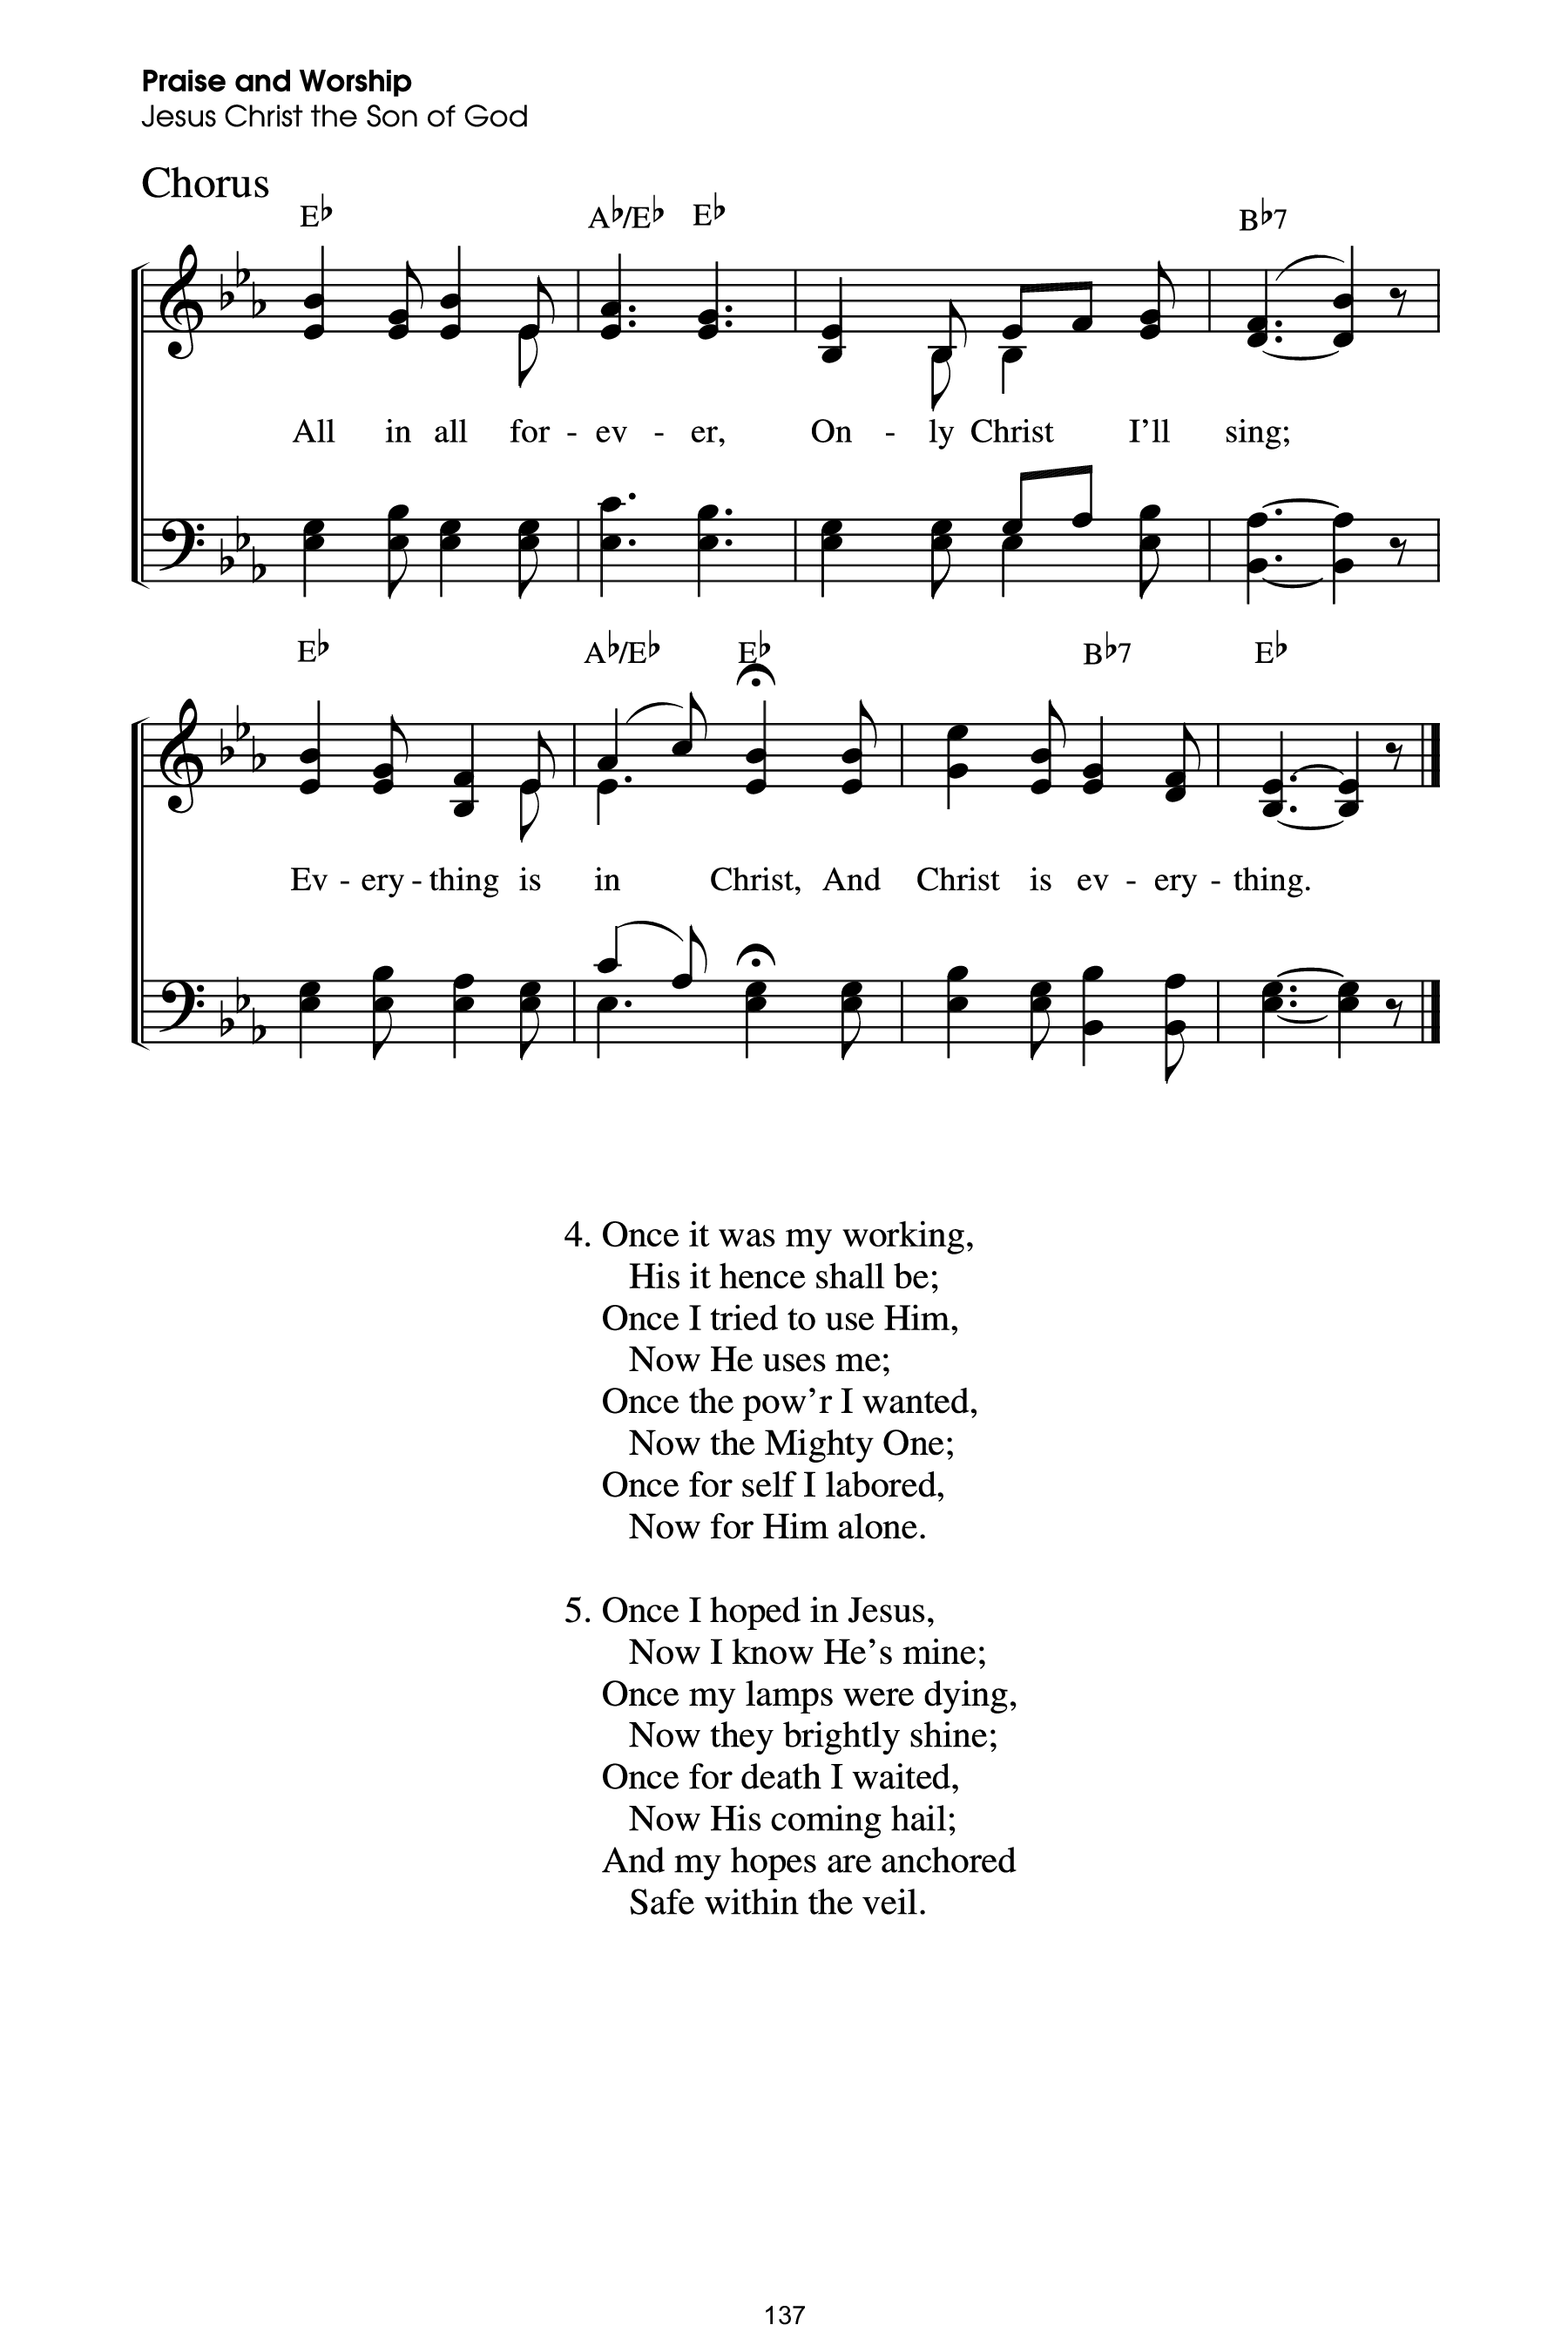 Praise and Worship
Jesus Christ the Son of God
Chorus
E♭ A♭/E♭ E♭ B♭7
All in all for - ev - er, On - ly Christ I’ll sing;
E♭ A♭/E♭ E♭ B♭7 E♭
Ev - ery - thing is in Christ, And Christ is ev - ery - thing.
4. Once it was my working,
His it hence shall be;
Once I tried to use Him,
Now He uses me;
Once the pow’r I wanted,
Now the Mighty One;
Once for self I labored,
Now for Him alone.
5. Once I hoped in Jesus,
Now I know He’s mine;
Once my lamps were dying,
Now they brightly shine;
Once for death I waited,
Now His coming hail;
And my hopes are anchored
Safe within the veil.
137